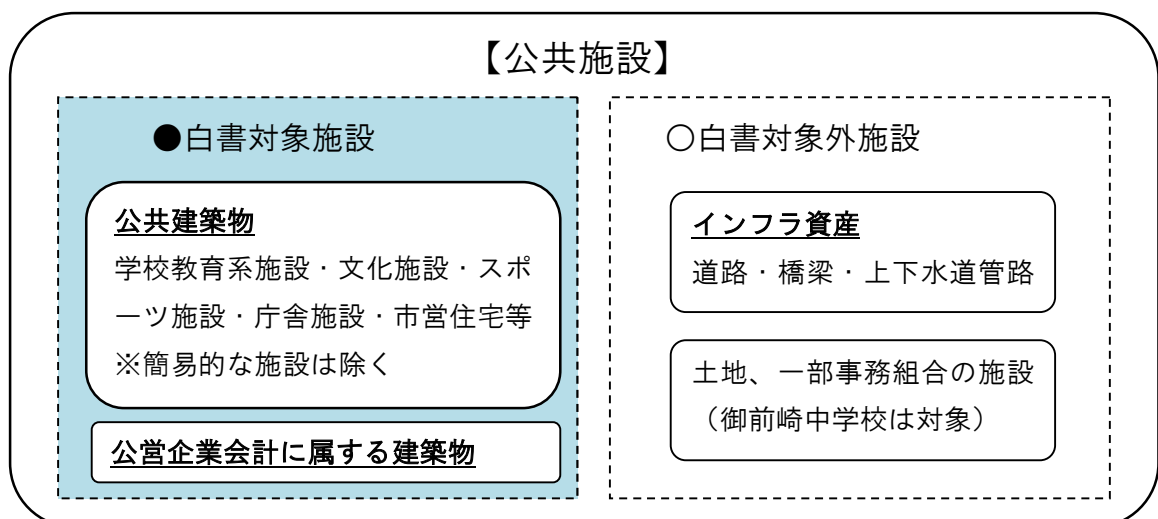 【公共施設】
●白書対象施設
公共建築物
学校教育系施設・文化施設・スポ
ーツ施設・庁舎施設・市営住宅等
※簡易的な施設は除く
公営企業会計に属する建築物
○白書対象外施設
インフラ資産
道路・橋梁・上下水道管路
土地、一部事務組合の施設
（御前崎中学校は対象）